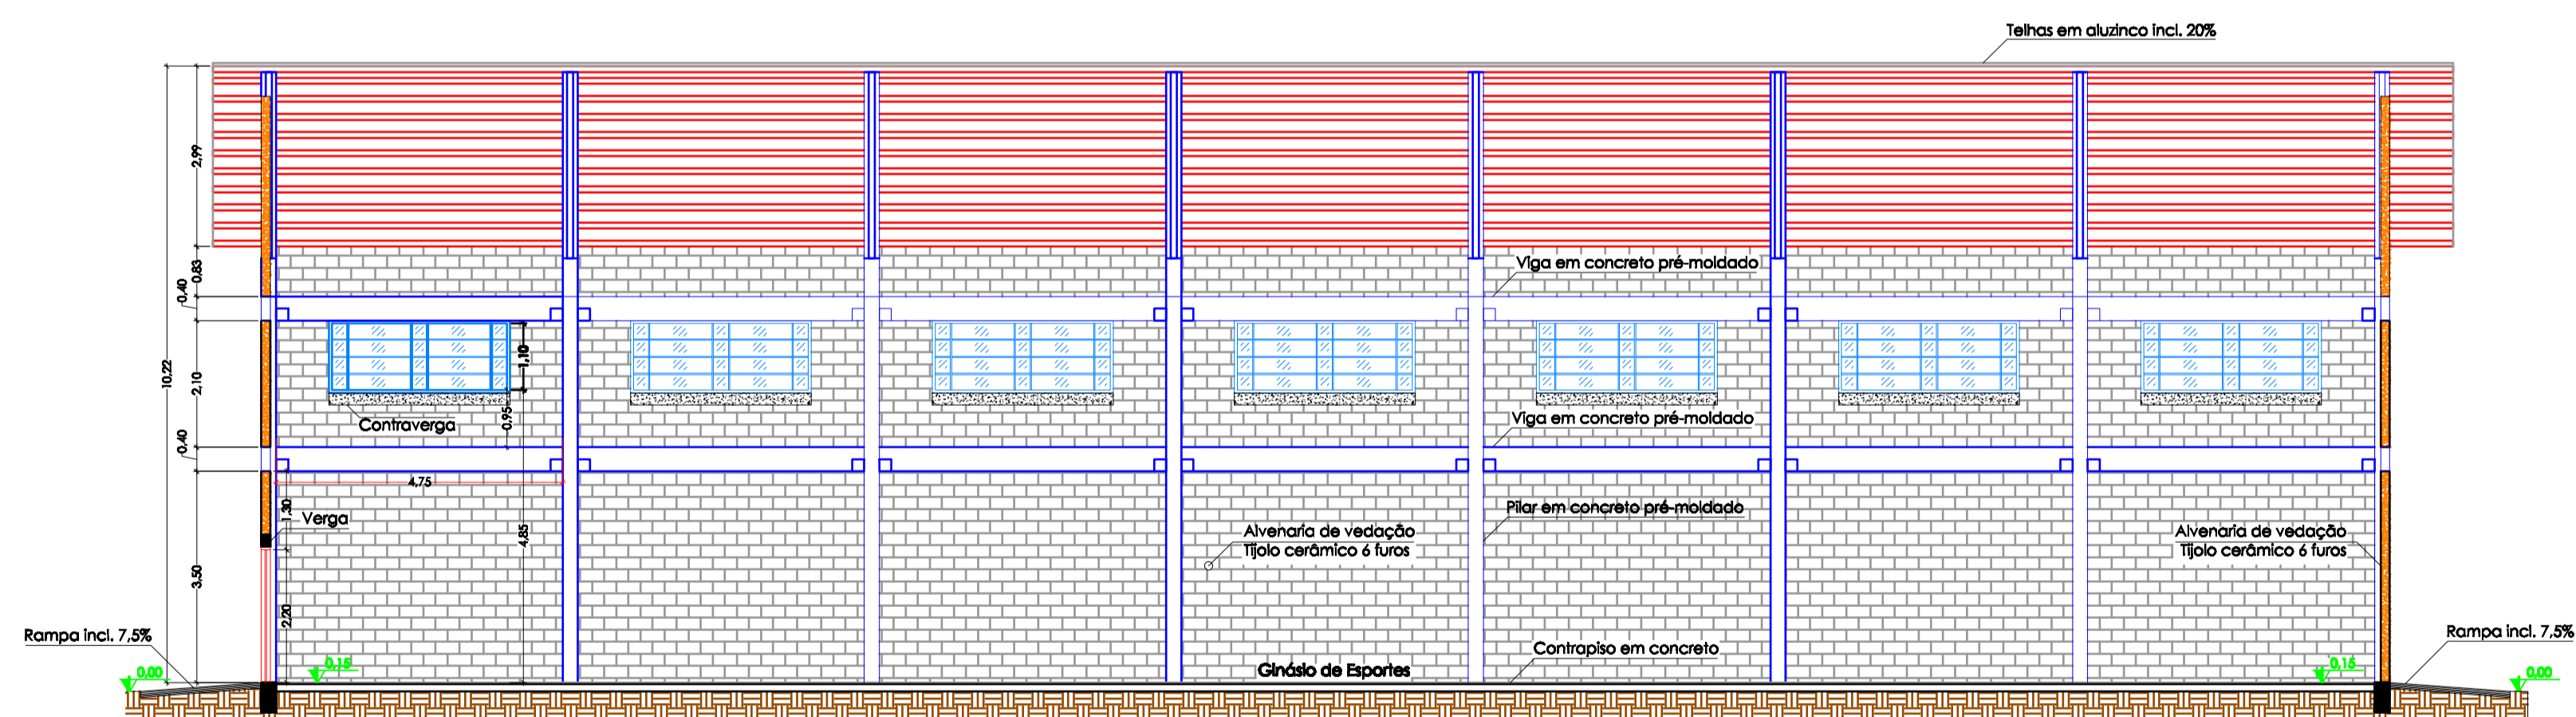 Telhas em aluzinco incl. 20%
2,99
0,83
0,40
Viga em concreto pré-moldado
10,22
2,10
1,10
0,95
Contraverga
Viga em concreto pré-moldado
0,40
4,75
1,30
Verga
Pilar em concreto pré-moldado
4,85
Alvenaria de vedação
Tijolo cerâmico 6 furos
Alvenaria de vedação
Tijolo cerâmico 6 furos
3,50
2,20
Rampa incl. 7,5%
Rampa incl. 7,5%
Contrapiso em concreto
Ginásio de Esportes
0,00
0,15
0,15
0,00